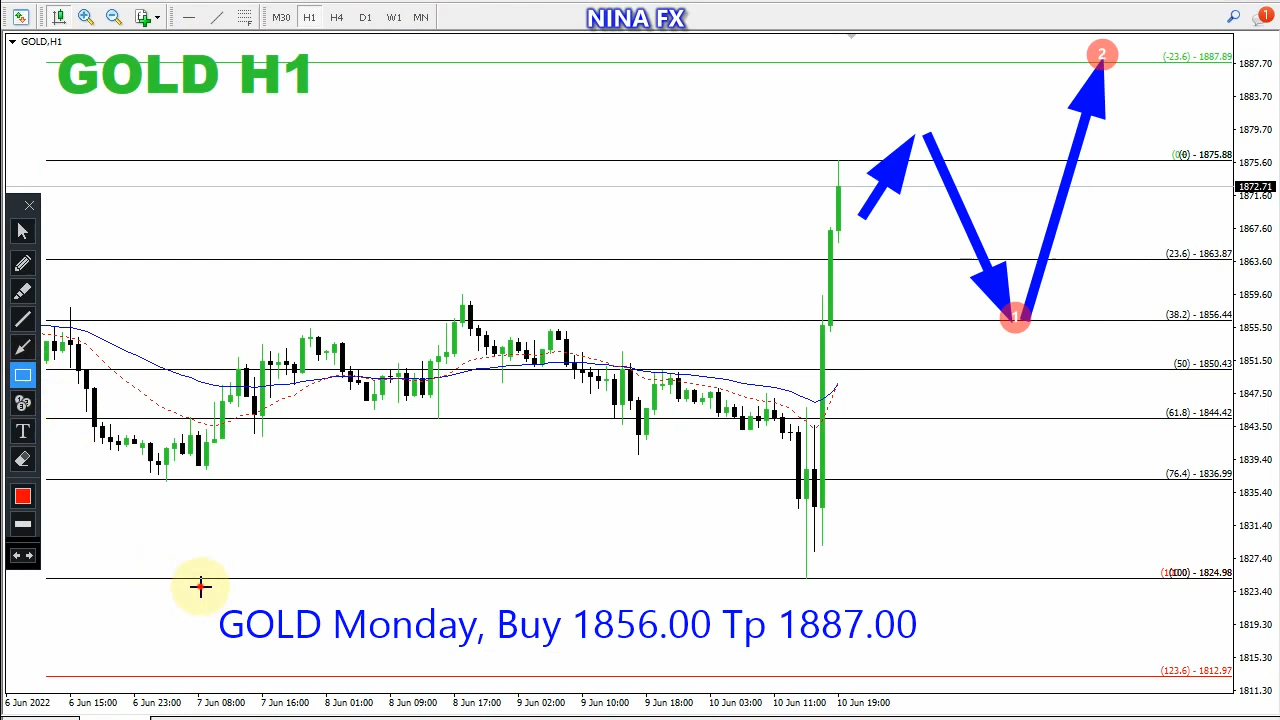 M30 H1 H4 D1 W1 MN
NINA FX
1
GOLD,H1
GOLD H1
2
(-23.6) - 1887.89
1887.70
1883.70
1879.70
(0) - 1875.88
1875.60
1872.71
1871.60
1867.60
(23.6) - 1863.87
1863.60
1859.60
1
(38.2) - 1856.44
1855.50
1851.50
(50) - 1850.43
1847.50
1843.50
(61.8) - 1844.42
1839.40
(76.4) - 1836.99
1835.40
1831.40
1827.40
(100) - 1824.98
1823.40
GOLD Monday, Buy 1856.00 Tp 1887.00
1819.30
1815.30
(123.6) - 1812.97
1811.30
T
3
6 Jun 2022 6 Jun 15:00 6 Jun 23:00 7 Jun 08:00 7 Jun 16:00 8 Jun 01:00 8 Jun 09:00 8 Jun 17:00 9 Jun 02:00 9 Jun 10:00 9 Jun 18:00 10 Jun 03:00 10 Jun 11:00 10 Jun 19:00